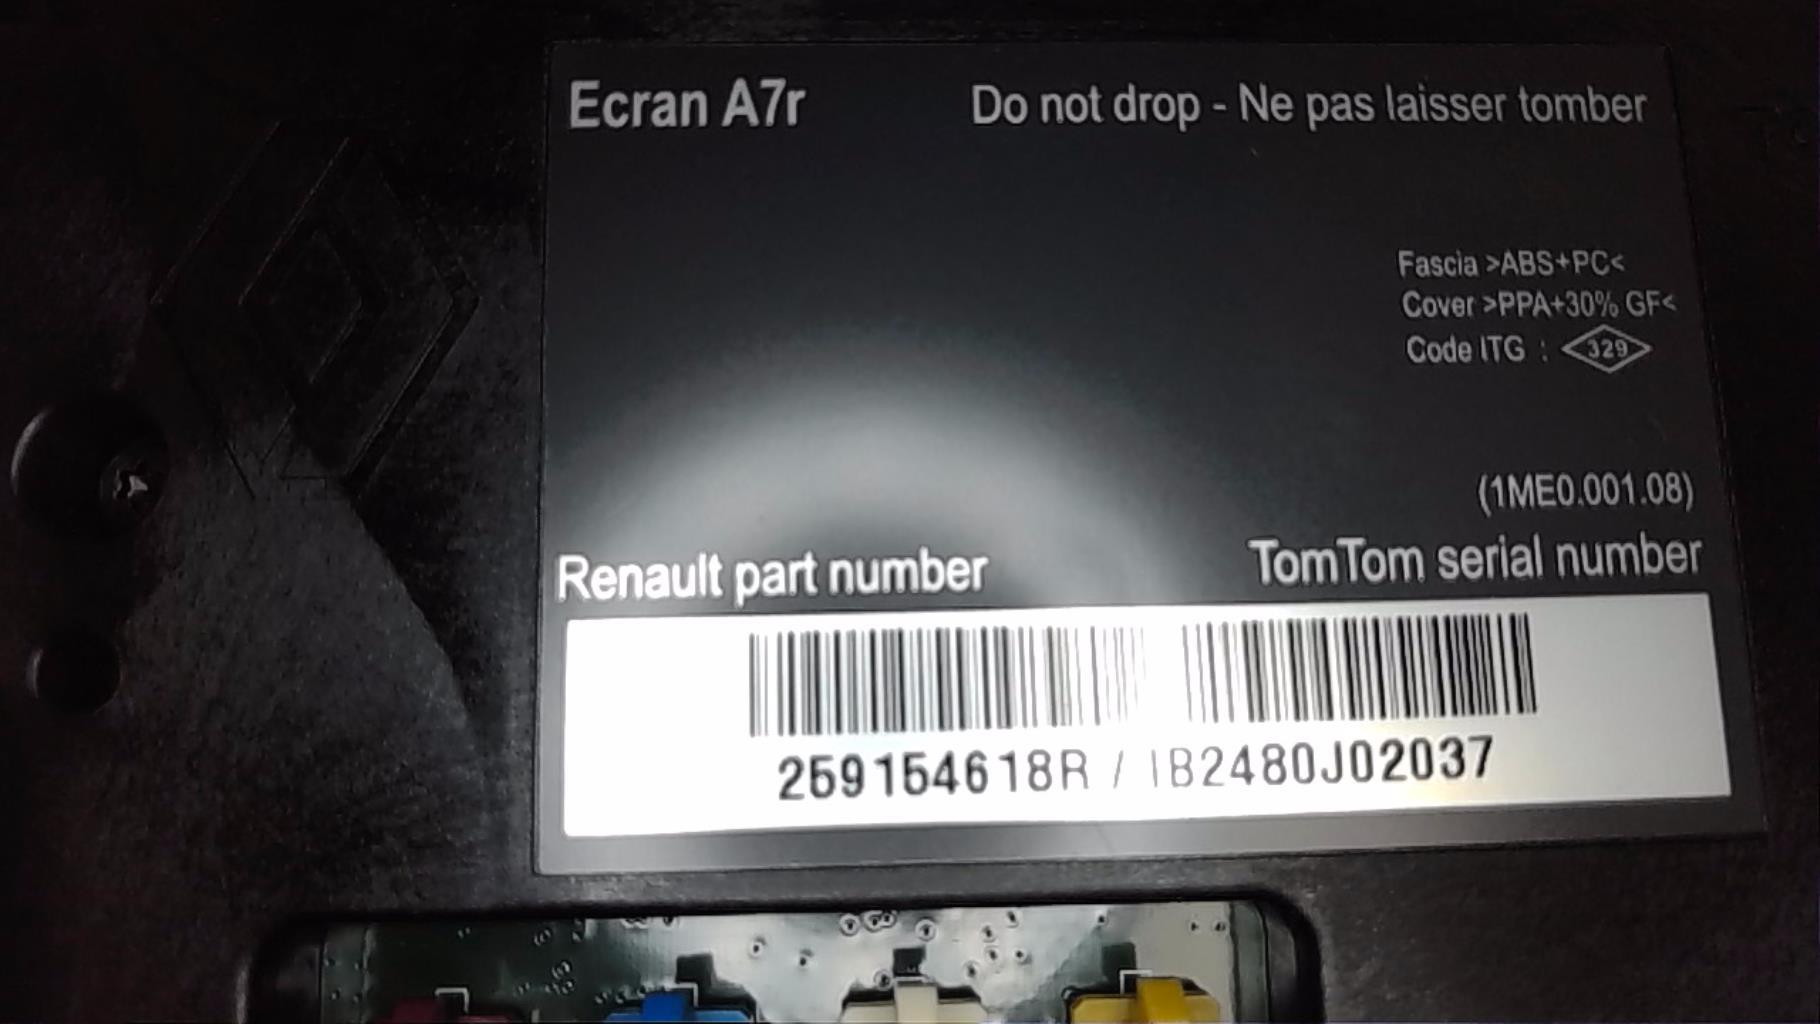 Ecran A7r
Do not drop - Ne pas laisser tomber
Fascia >ABS+PC<
Cover >PPA+30% GF<
Code ITG : 329
(1ME0.001.08)
Renault part number
TomTom serial number
259154618R / IB2480J02037